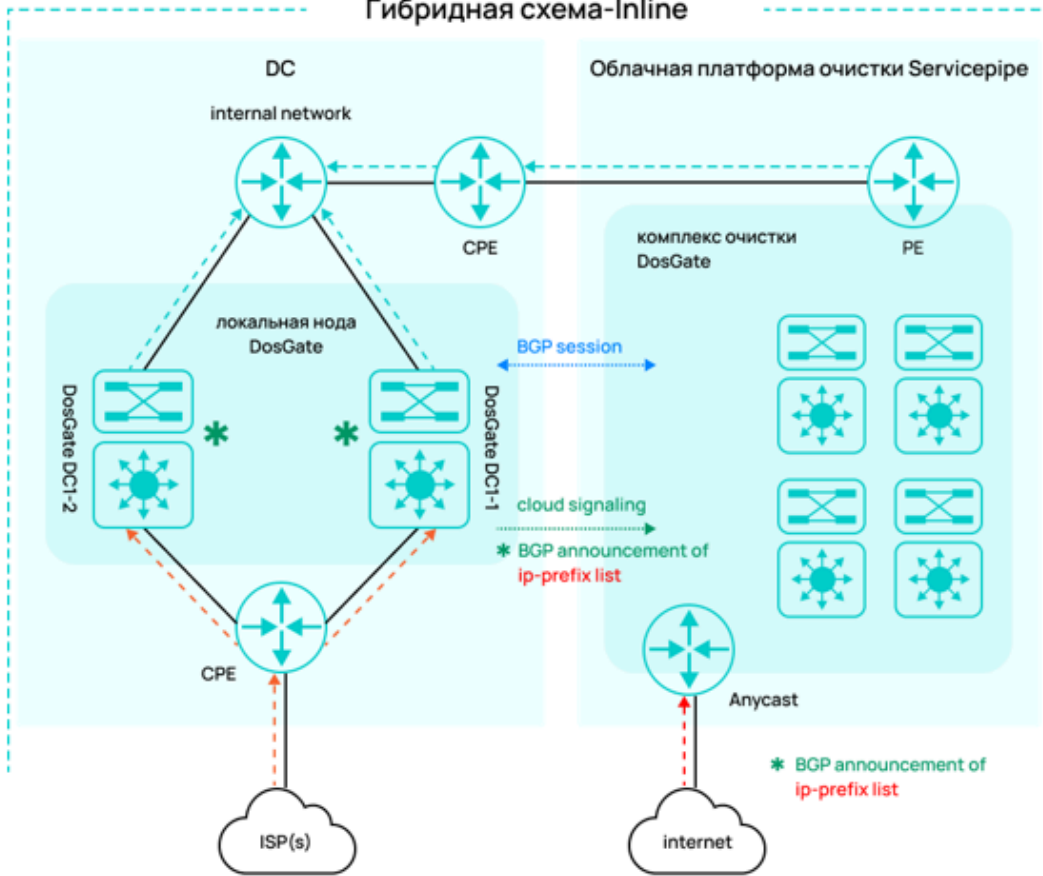 Гибридная схема-Inline
DC
Облачная платформа очистки Servicepipe
internal network
CPE
PE
комплекс очистки
DosGate
локальная нода
DosGate
BGP session
DosGate DC1-2
DosGate DC1-1
cloud signaling
* BGP announcement of
ip-prefix list
CPE
Anycast
* BGP announcement of
ip-prefix list
ISP(s)
internet